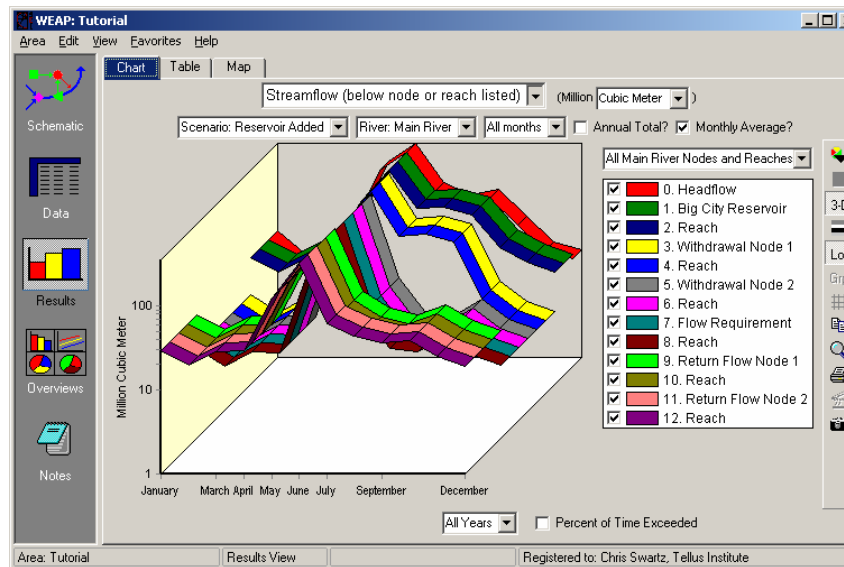 WEAP: Tutorial
Area Edit View Favorites Help
Chart Table Map
Streamflow (below node or reach listed) (Million Cubic Meter )
Scenario: Reservoir Added River: Main River All months Annual Total? Monthly Average?
All Main River Nodes and Reaches
0. Headflow
1. Big City Reservoir
2. Reach
3. Withdrawal Node 1
4. Reach
5. Withdrawal Node 2
6. Reach
7. Flow Requirement
8. Reach
9. Return Flow Node 1
10. Reach
11. Return Flow Node 2
12. Reach
Schematic
Data
Results
Overviews
Notes
3-D
Lo
Grp
Million Cubic Meter
100
10
1
January March April May June July September December
All Years Percent of Time Exceeded
Area: Tutorial Results View Registered to: Chris Swartz, Tellus Institute